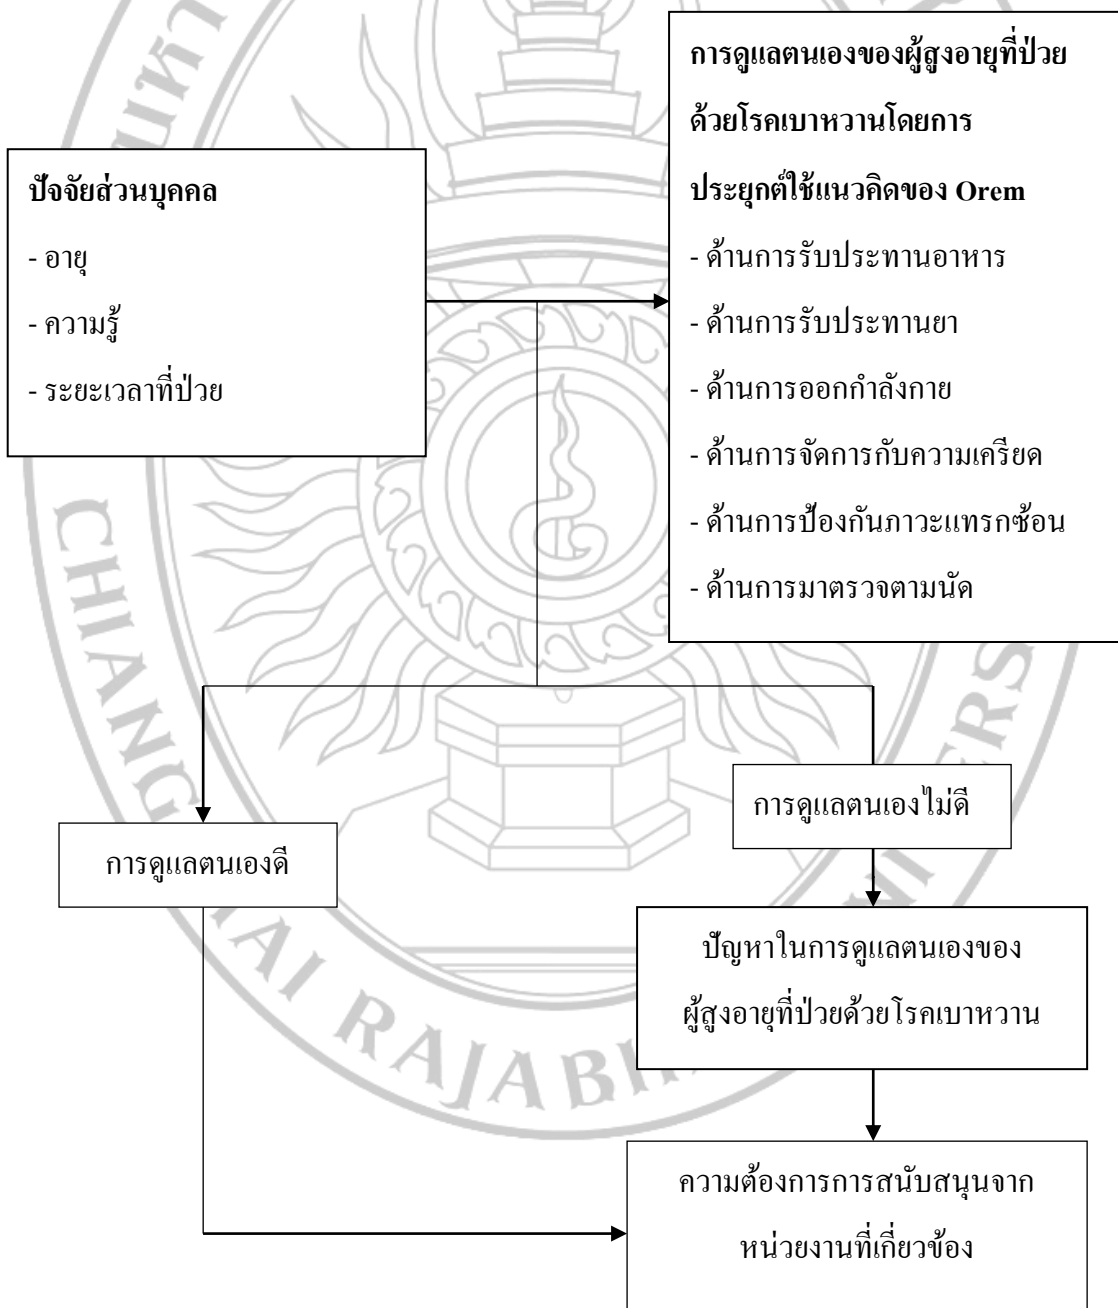 ปัจจัยส่วนบุคคล
- อายุ
- ความรู้
- ระยะเวลาที่ป่วย
การดูแลตนเองของผู้สูงอายุที่ป่วย
ด้วยโรคเบาหวานโดยการ
ประยุกต์ใช้แนวคิดของ Orem
- ด้านการรับประทานอาหาร
- ด้านการรับประทานยา
- ด้านการออกกำลังกาย
- ด้านการจัดการกับความเครียด
- ด้านการป้องกันภาวะแทรกซ้อน
- ด้านการมาตรวจตามนัด
การดูแลตนเองดี
การดูแลตนเองไม่ดี
ปัญหาในการดูแลตนเองของ
ผู้สูงอายุที่ป่วยด้วยโรคเบาหวาน
ความต้องการการสนับสนุนจาก
หน่วยงานที่เกี่ยวข้อง
CHIANG RAJABH